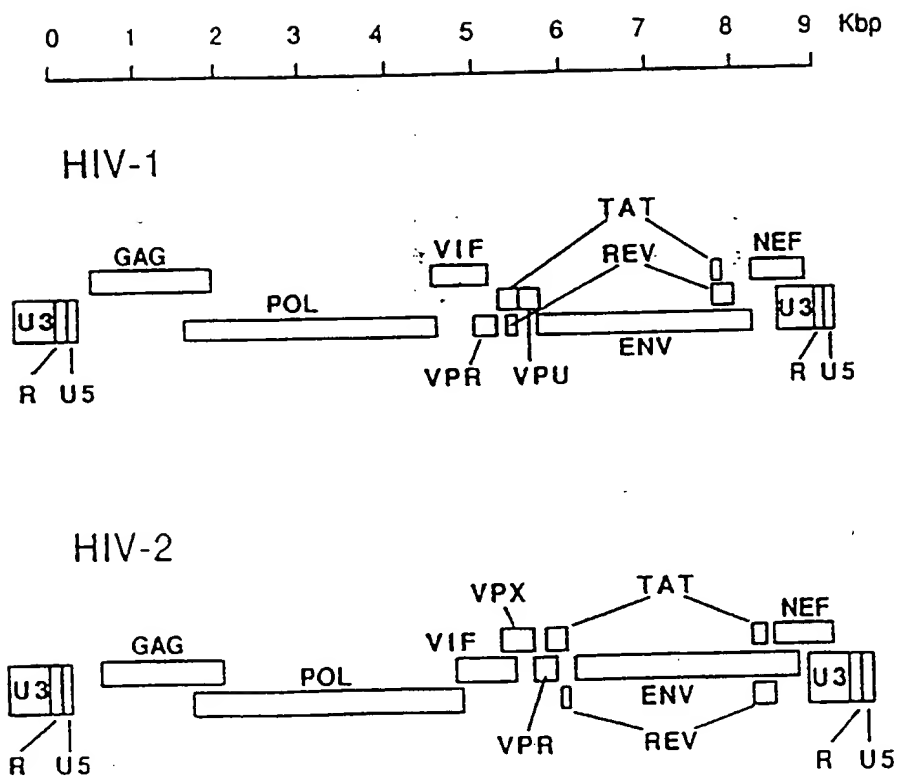 0 1 2 3 4 5 6 7 8 9 Kbp
HIV-1
TAT
GAG VIF REV NEF
U3 POL U3
VPR VPU ENV
R U5 R U5
HIV-2
VPX TAT NEF
GAG VIF
U3 POL ENV U3
VPR REV
R U5 R U5